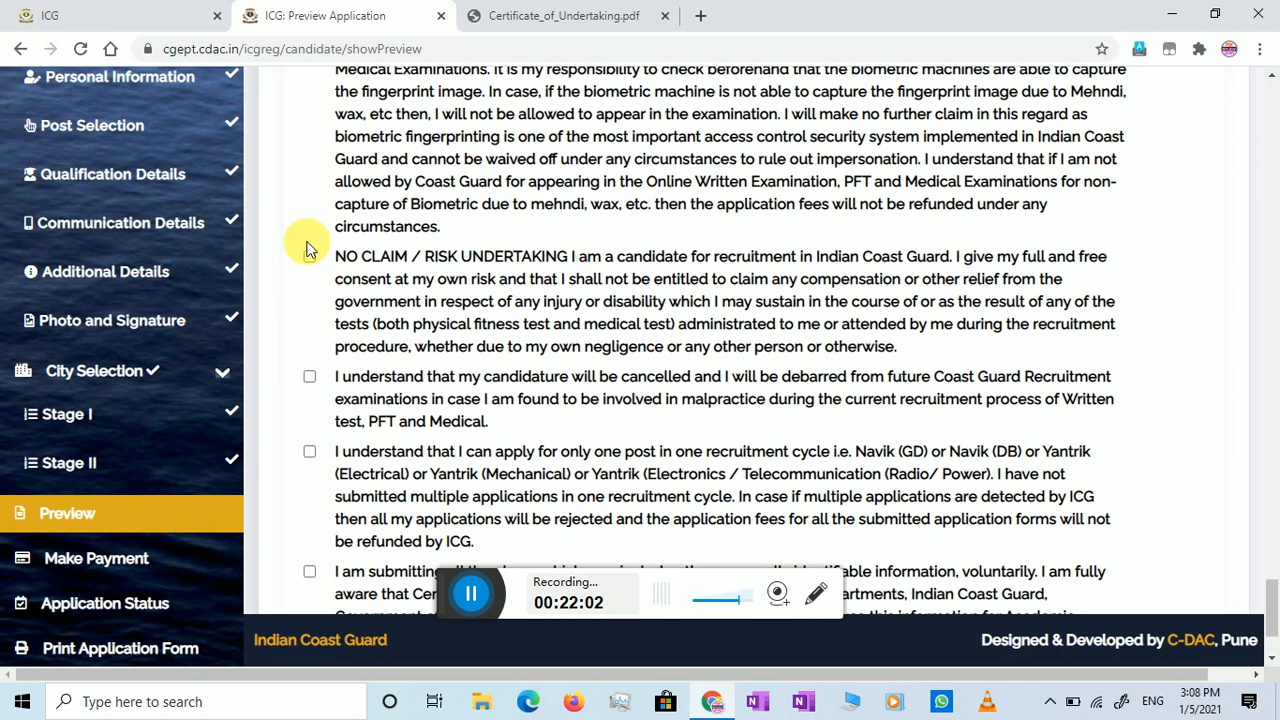 ICG
ICG: Preview Application
Certificate_of_Undertaking.pdf
cgept.cdac.in/icgreg/candidate/showPreview
Personal Information
Post Selection
Qualification Details
Communication Details
Additional Details
Photo and Signature
City Selection
Stage I
Stage II
Preview
Make Payment
Application Status
Print Application Form
Medical Examinations. It is my responsibility to check beforehand that the biometric machines are able to capture
the fingerprint image. In case, if the biometric machine is not able to capture the fingerprint image due to Mehndi,
wax, etc then, I will not be allowed to appear in the examination. I will make no further claim in this regard as
biometric fingerprinting is one of the most important access control security system implemented in Indian Coast
Guard and cannot be waived off under any circumstances to rule out impersonation. I understand that if I am not
allowed by Coast Guard for appearing in the Online Written Examination, PFT and Medical Examinations for non-
capture of Biometric due to mehndi, wax, etc. then the application fees will not be refunded under any
circumstances.
NO CLAIM / RISK UNDERTAKING I am a candidate for recruitment in Indian Coast Guard. I give my full and free
consent at my own risk and that I shall not be entitled to claim any compensation or other relief from the
government in respect of any injury or disability which I may sustain in the course of or as the result of any of the
tests (both physical fitness test and medical test) administrated to me or attended by me during the recruitment
procedure, whether due to my own negligence or any other person or otherwise.
I understand that my candidature will be cancelled and I will be debarred from future Coast Guard Recruitment
examinations in case I am found to be involved in malpractice during the current recruitment process of Written
test, PFT and Medical.
I understand that I can apply for only one post in one recruitment cycle i.e. Navik (GD) or Navik (DB) or Yantrik
(Electrical) or Yantrik (Mechanical) or Yantrik (Electronics / Telecommunication (Radio/ Power). I have not
submitted multiple applications in one recruitment cycle. In case if multiple applications are detected by ICG
then all my applications will be rejected and the application fees for all the submitted application forms will not
be refunded by ICG.
I am submitting voluntarily. I am fully
aware that Indian Coast Guard,
Recording...
00:22:02
Indian Coast Guard
Designed & Developed by C-DAC, Pune
Type here to search
ENG
3:08 PM
1/5/2021